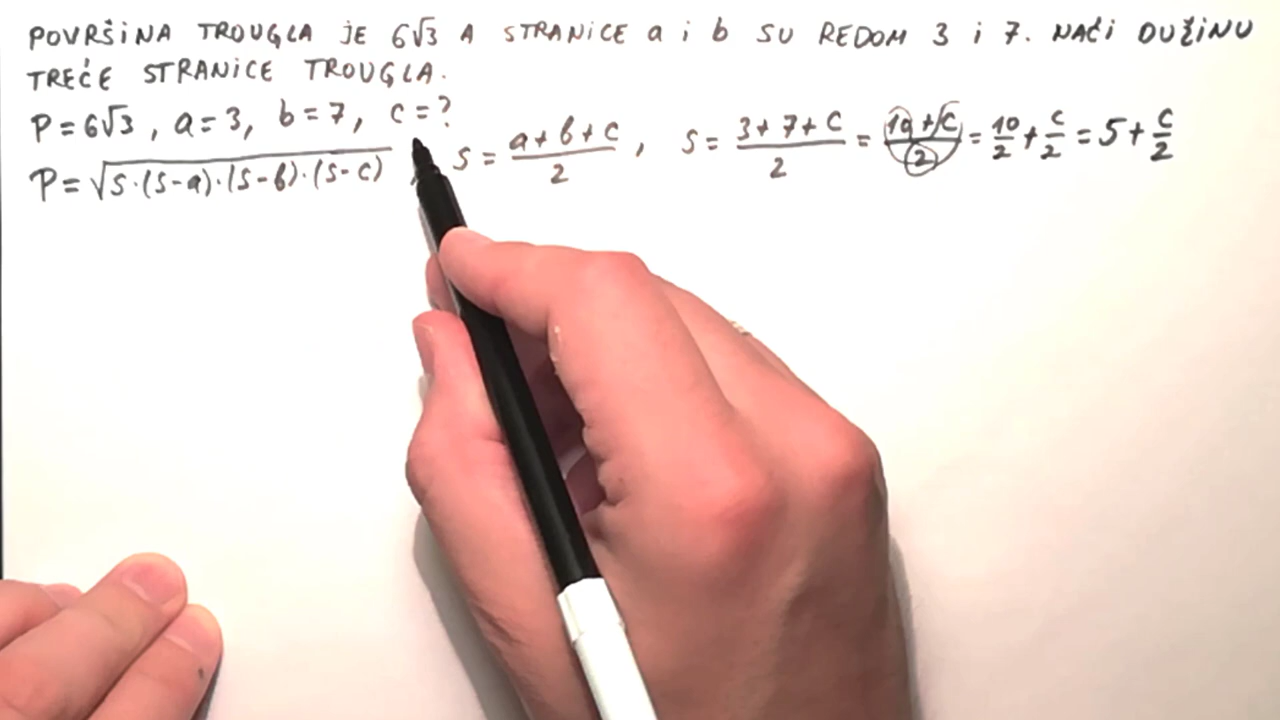 POVRŠINA TROUGLA JE 6√3 A STRANICE a i b SU REDOM 3 i 7. NAĆI DUŽINU
TREĆE STRANICE TROUGLA.
P=6√3, a=3, b=7, c=?
P=√s·(s-a)·(s-b)·(s-c), s=(a+b+c)/2, s=(3+7+c)/2=(10+c)/2=10/2+c/2=5+c/2